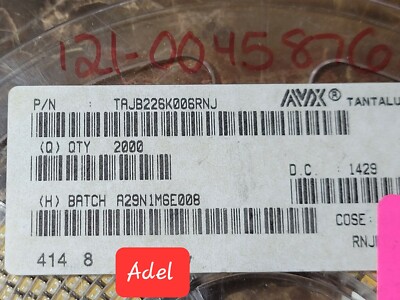 121-0045876
P/N : TAJB226K006RNJ AVX® TANTALU
(Q) QTY 2000
D.C. : 1429
(H) BATCH A29N1M6E008
COSE:
RNJ
414 8
Adel